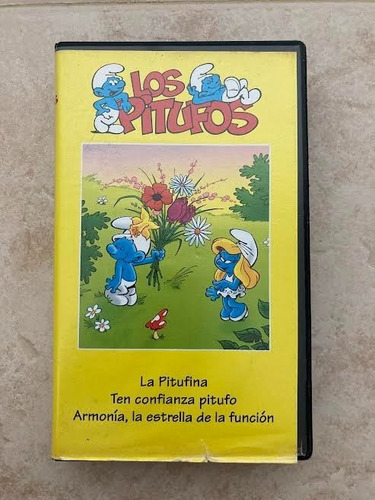 LOS
PITUFOS
La Pitufina
Ten confianza pitufo
Armonía, la estrella de la función